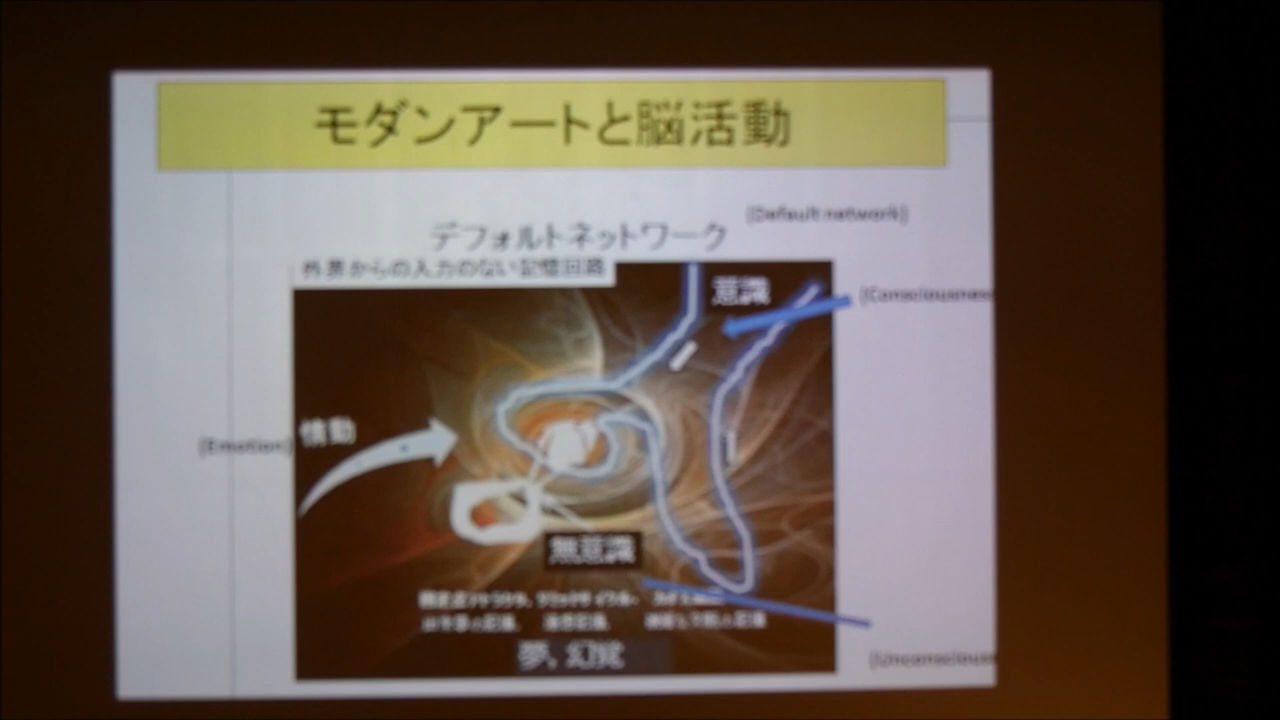 モダンアートと脳活動
[Default network]
デフォルトネットワーク
外界からの入力のない記憶回路
意識
[Consciousness
[Emotion]
情動
無意識
夢、幻覚
[Unconscious